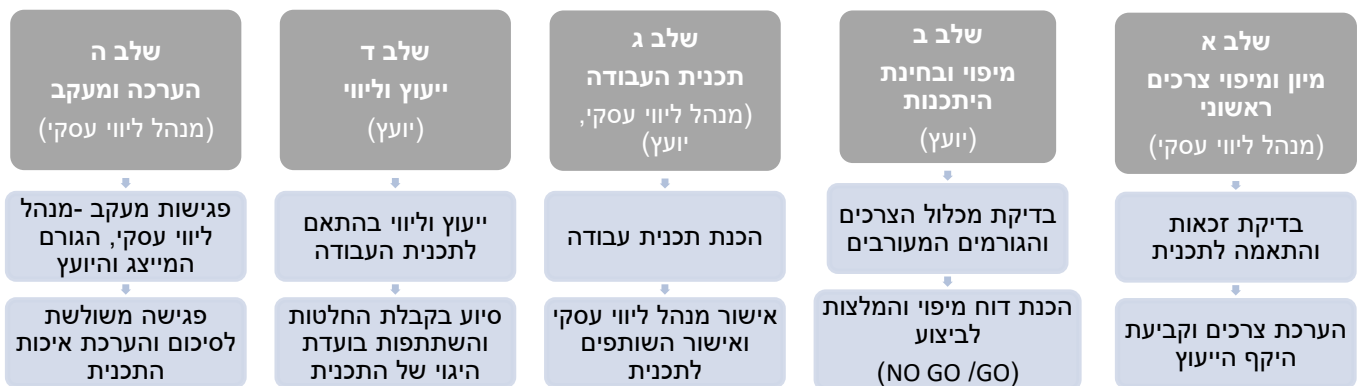 שלב א
מיון ומיפוי צרכים
ראשוני
(מנהל ליווי עסקי)
בדיקת זכאות
והתאמה לתכנית
הערכת צרכים וקביעת
היקף הייעוץ
שלב ב
מיפוי ובחינת
היתכנות
(יועץ)
בדיקת מכלול הצרכים
והגורמים המעורבים
הכנת דוח מיפוי והמלצות
לביצוע
(NO GO /GO)
שלב ג
תכנית העבודה
(מנהל ליווי עסקי,
יועץ)
הכנת תכנית עבודה
אישור מנהל ליווי עסקי
ואישור השותפים
לתכנית
שלב ד
ייעוץ וליווי
(יועץ)
ייעוץ וליווי בהתאם
לתכנית העבודה
סיוע בקבלת החלטות
והשתתפות בועדת
היגוי של התכנית
שלב ה
הערכה ומעקב
(מנהל ליווי עסקי)
פגישות מעקב -מנהל
ליווי עסקי, הגורם
המייצג והיועץ
פגישה משולשת
לסיכום והערכת איכות
התכנית